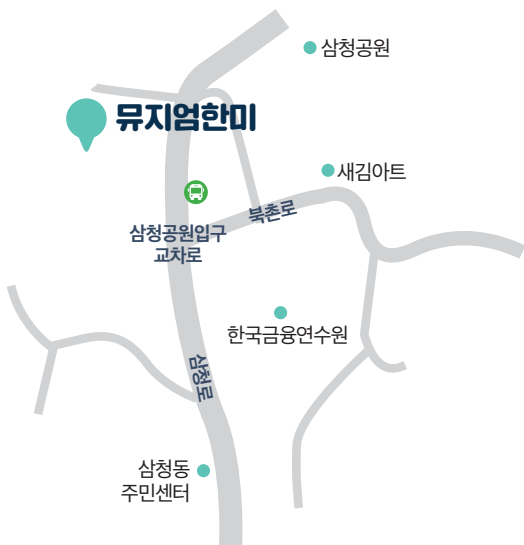 삼청공원
뮤지엄한미
새김아트
북촌로
삼청공원입구
교차로
한국금융연수원
삼청로
삼청동
주민센터